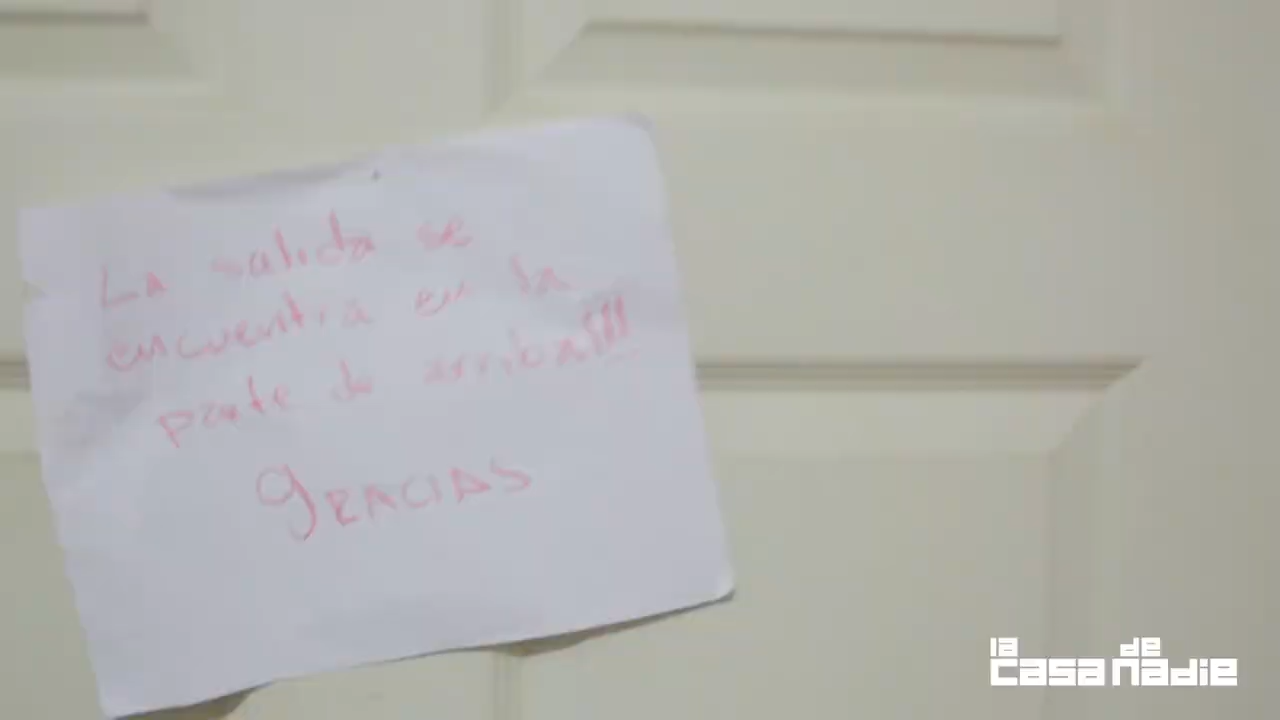 La salida se
encuentra en la
parte de arriba!!!
gRACIAS
la de
casa nadie